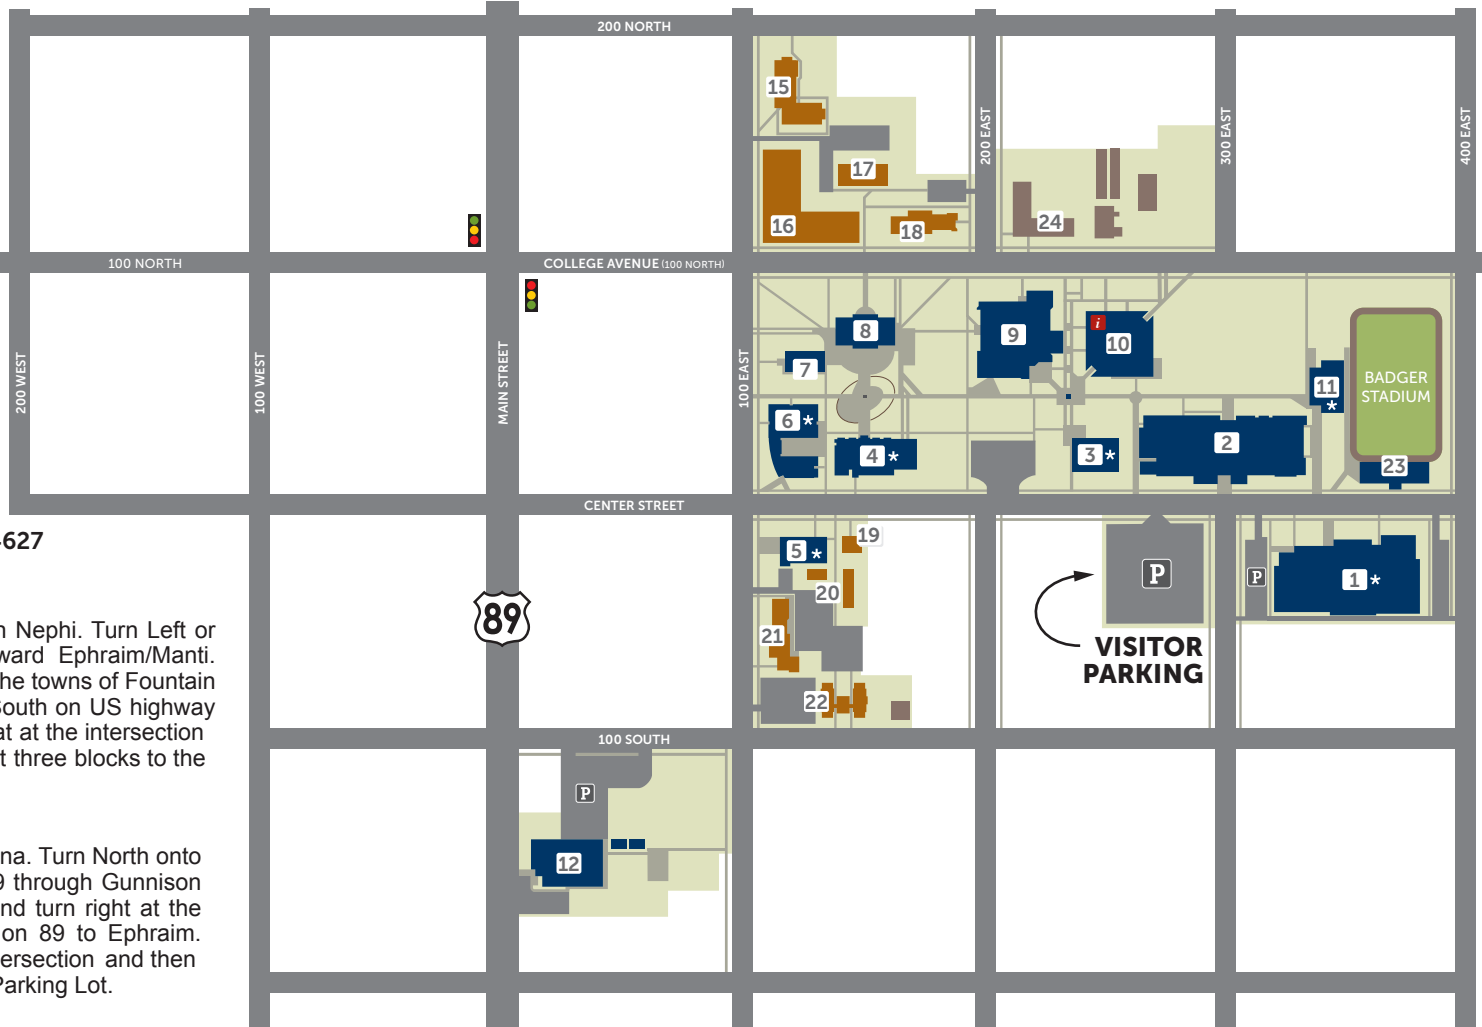 200 NORTH
15
17
16
18
24
200 EAST
300 EAST
400 EAST
100 NORTH
COLLEGE AVENUE (100 NORTH)
200 WEST
100 WEST
MAIN STREET
100 EAST
8
7
9
i
10
11
*
BADGER
STADIUM
6 *
4 *
3 *
2
23
CENTER STREET
-627
5 *
19
20
21
22
P
P
1 *
VISITOR
PARKING
89
n Nephi. Turn Left or
ward Ephraim/Manti.
he towns of Fountain
South on US highway
at at the intersection
t three blocks to the
100 SOUTH
P
12
na. Turn North onto
9 through Gunnison
nd turn right at the
on 89 to Ephraim.
ersection and then
Parking Lot.